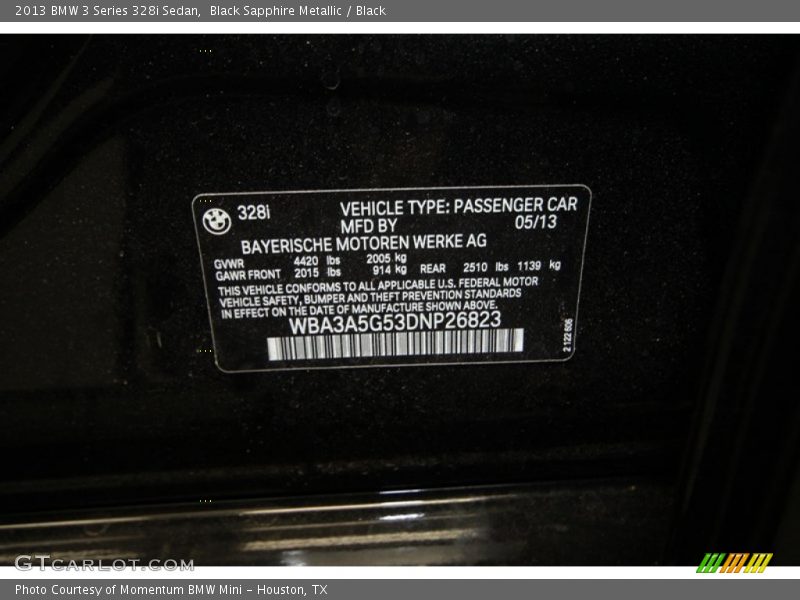 2013 BMW 3 Series 328i Sedan,  Black Sapphire Metallic / Black
328i
VEHICLE TYPE: PASSENGER CAR
MFD BY 05/13
BAYERISCHE MOTOREN WERKE AG
GVWR 4420 lbs 2005 kg
GAWR FRONT 2015 lbs 914 kg REAR 2510 lbs 1139 kg
THIS VEHICLE CONFORMS TO ALL APPLICABLE U.S. FEDERAL MOTOR
VEHICLE SAFETY, BUMPER AND THEFT PREVENTION STANDARDS
IN EFFECT ON THE DATE OF MANUFACTURE SHOWN ABOVE.
WBA3A5G53DNP26823
GTCARLOT.COM
Photo Courtesy of Momentum BMW Mini - Houston, TX